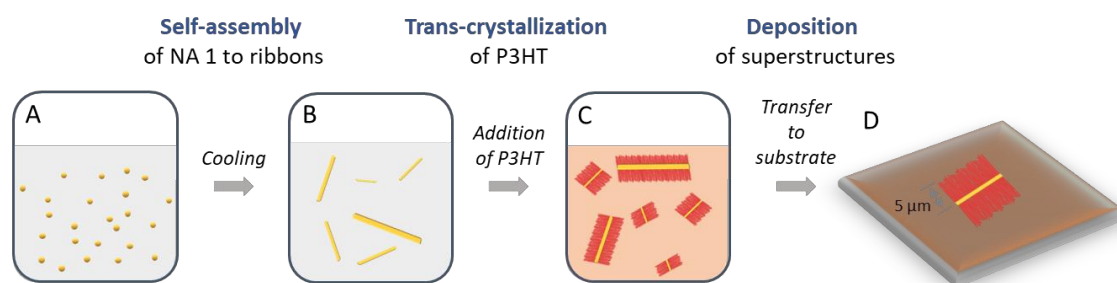 Self-assembly
of NA 1 to ribbons
Trans-crystallization
of P3HT
Deposition
of superstructures
A
Cooling
B
Addition
of P3HT
C
Transfer
to
substrate
D
5 μm